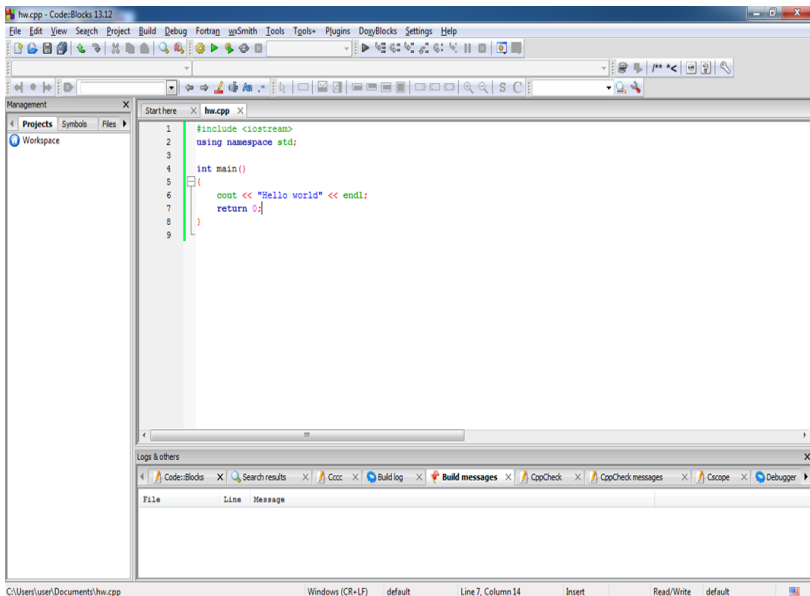 hw.cpp - Code::Blocks 13.12
File Edit View Search Project Build Debug Fortran wxSmith Tools Tools+ Plugins DoxyBlocks Settings Help
/** *<
S C
Management X
Start here X hw.cpp X
Projects Symbols Files
Workspace
1 #include <iostream>
2 using namespace std;
3
4 int main()
5 {
6 cout << "Hello world" << endl;
7 return 0;
8 }
9
Logs & others X
Code::Blocks X Search results X Cccc X Build log X Build messages X CppCheck X CppCheck messages X Cscope X Debugger
File Line Message
C:\Users\user\Documents\hw.cpp Windows (CR+LF) default Line 7, Column 14 Insert Read/Write default